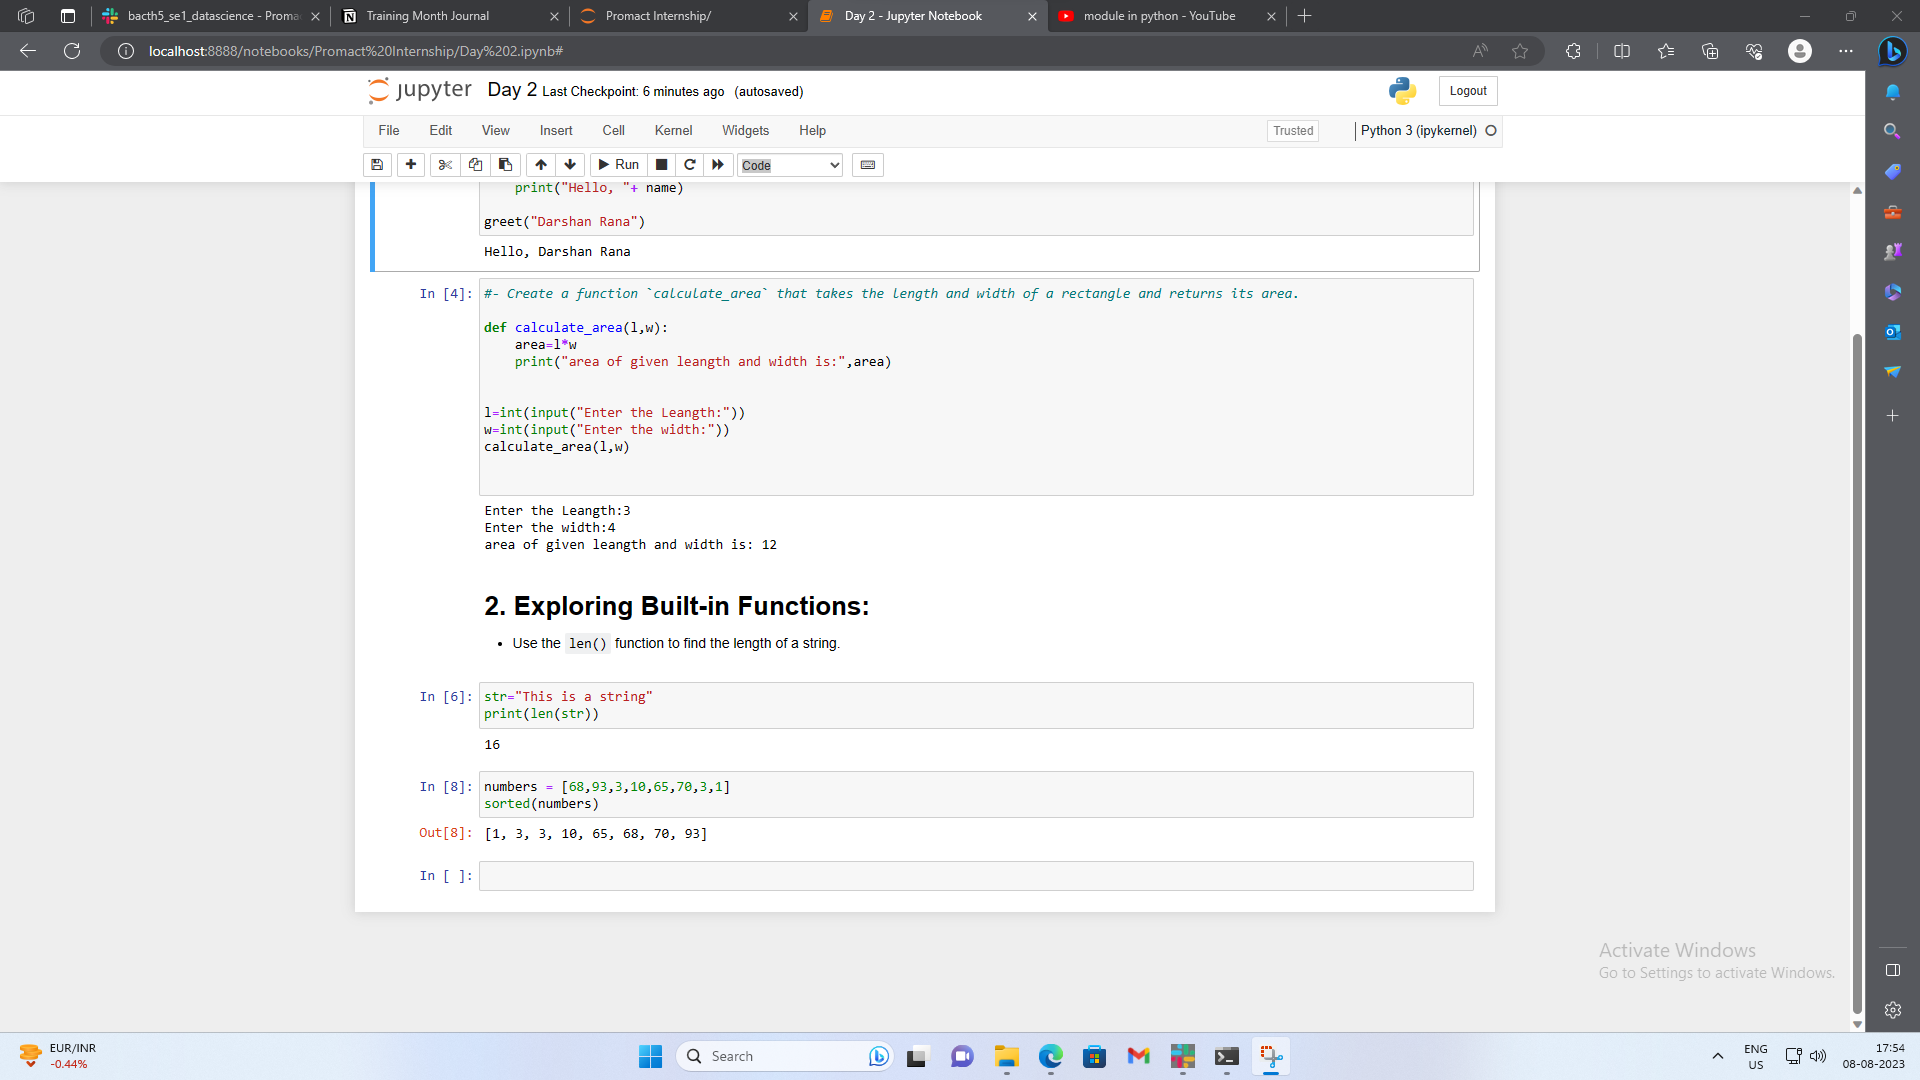 bacth5_se1_datascience - Promac
Training Month Journal
Promact Internship/
Day 2 - Jupyter Notebook
module in python - YouTube
localhost:8888/notebooks/Promact%20Internship/Day%202.ipynb#
jupyter Day 2 Last Checkpoint: 6 minutes ago (autosaved)
Logout
File Edit View Insert Cell Kernel Widgets Help
Trusted
Python 3 (ipykernel)
Run
Code
print("Hello, "+ name)
greet("Darshan Rana")
Hello, Darshan Rana
In [4]: #- Create a function `calculate_area` that takes the length and width of a rectangle and returns its area.
def calculate_area(l,w):
area=l*w
print("area of given leangth and width is:",area)
l=int(input("Enter the Leangth:"))
w=int(input("Enter the width:"))
calculate_area(l,w)
Enter the Leangth:3
Enter the width:4
area of given leangth and width is: 12
2. Exploring Built-in Functions:
• Use the len() function to find the length of a string.
In [6]: str="This is a string"
print(len(str))
16
In [8]: numbers = [68,93,3,10,65,70,3,1]
sorted(numbers)
Out[8]: [1, 3, 3, 10, 65, 68, 70, 93]
In [ ]:
Activate Windows
Go to Settings to activate Windows.
EUR/INR
-0.44%
Search
ENG
US
17:54
08-08-2023